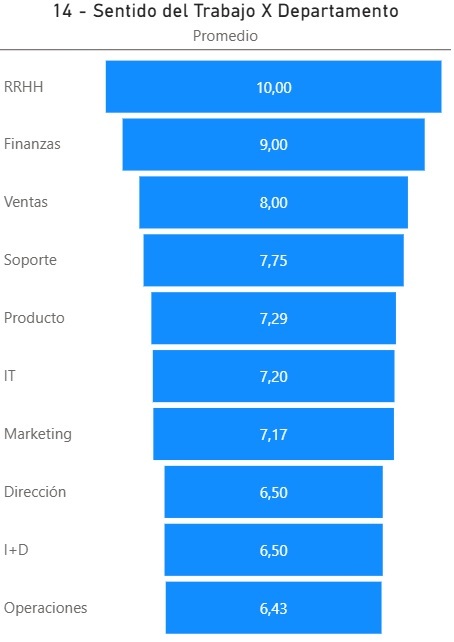 14 - Sentido del Trabajo X Departamento
Promedio
RRHH 10,00
Finanzas 9,00
Ventas 8,00
Soporte 7,75
Producto 7,29
IT 7,20
Marketing 7,17
Dirección 6,50
I+D 6,50
Operaciones 6,43